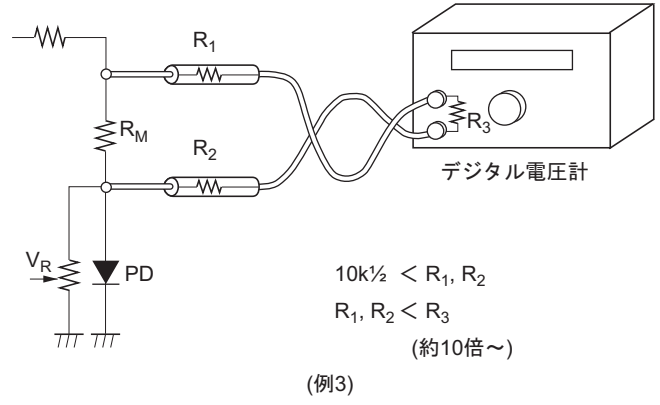 R1
RM
R2
R3
デジタル電圧計
VR
PD
10k½ < R1, R2
R1, R2 < R3
(約10倍~)
(例3)